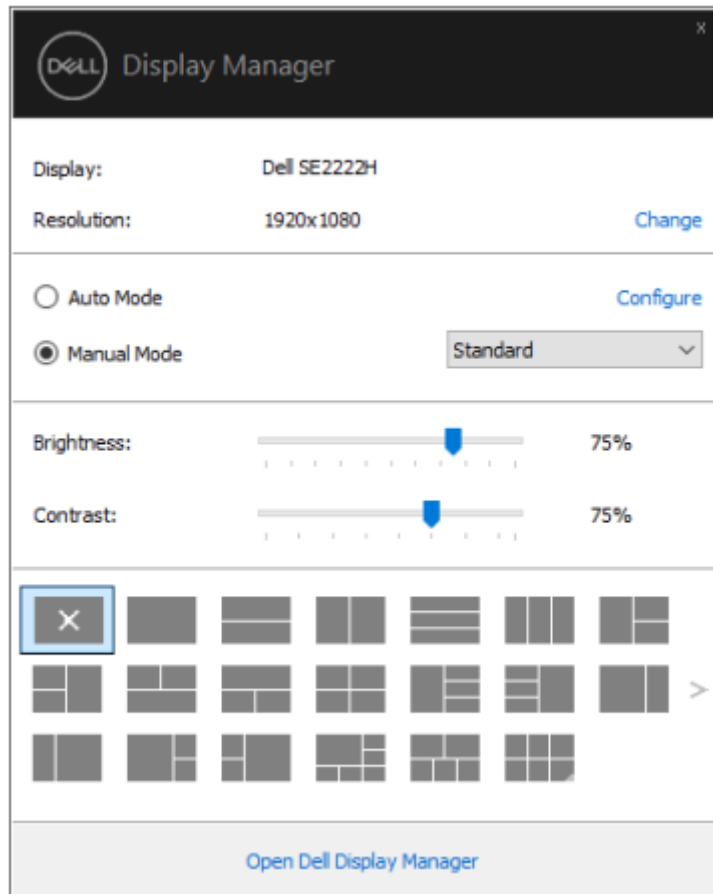 x
DELL Display Manager
Display: Dell SE2222H
Resolution: 1920x1080 Change
Auto Mode Configure
Manual Mode Standard
Brightness: 75%
Contrast: 75%
Open Dell Display Manager